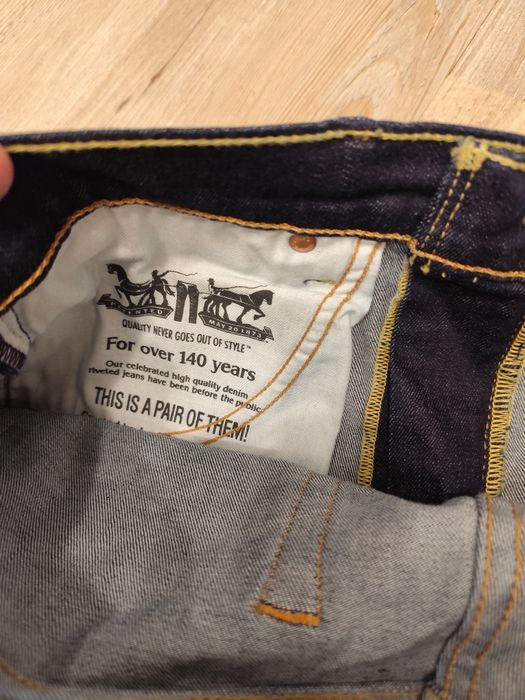 PATENTED MAY 20 1873
QUALITY NEVER GOES OUT OF STYLE™
For over 140 years
Our celebrated high quality denim
riveted jeans have been before the public
THIS IS A PAIR OF THEM!